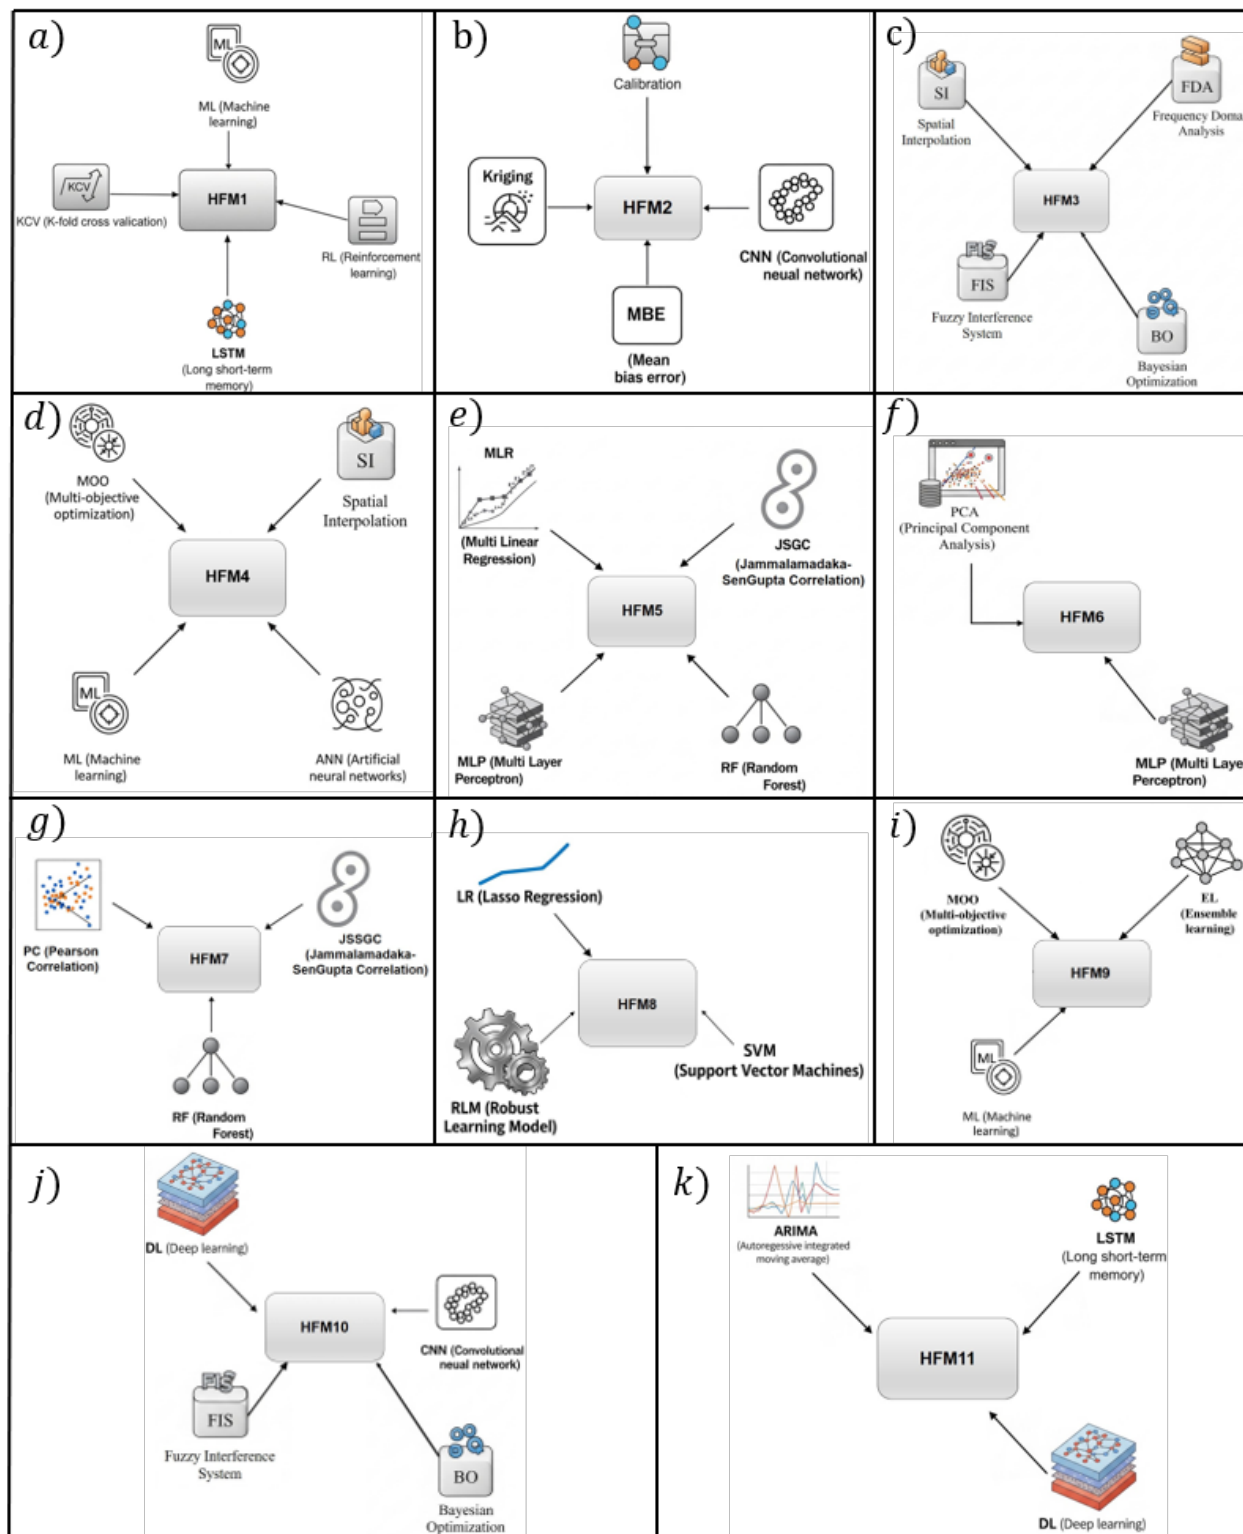 a)
ML
ML (Machine
learning)
KCV
KCV (K-fold cross valication)
HFM1
RL (Reinforcement
learning)
LSTM
(Long short-term
memory)
b)
Calibration
Kriging
HFM2
CNN (Convolutional
neual network)
MBE
(Mean
bias error)
c)
SI
Spatial
Interpolation
FDA
Frequency Doma
Analysis
HFM3
FIS
FIS
Fuzzy Interference
System
BO
Bayesian
Optimization
d)
MOO
(Multi-objective
optimization)
SI
Spatial
Interpolation
HFM4
ML
ML (Machine
learning)
ANN (Artificial
neural networks)
e)
MLR
(Multi Linear
Regression)
JSGC
(Jammalamadaka-
SenGupta Correlation)
HFM5
MLP (Multi Layer
Perceptron)
RF (Random
Forest)
f)
PCA
(Principal Component
Analysis)
HFM6
MLP (Multi Laye
Perceptron)
g)
PC (Pearson
Correlation)
JSSGC
(Jammalamadaka-
SenGupta Correlation)
HFM7
RF (Random
Forest)
h)
LR (Lasso Regression)
HFM8
RLM (Robust
Learning Model)
SVM
(Support Vector Machines)
i)
MOO
(Multi-objective
optimization)
EL
(Ensemble
learning)
HFM9
ML
ML (Machine
learning)
j)
DL (Deep learning)
HFM10
CNN (Convolutional
neual network)
FIS
FIS
Fuzzy Interference
System
BO
Bayesian
Optimization
k)
ARIMA
(Autoregressive integrated
moving average)
LSTM
(Long short-term
memory)
HFM11
DL (Deep learning)